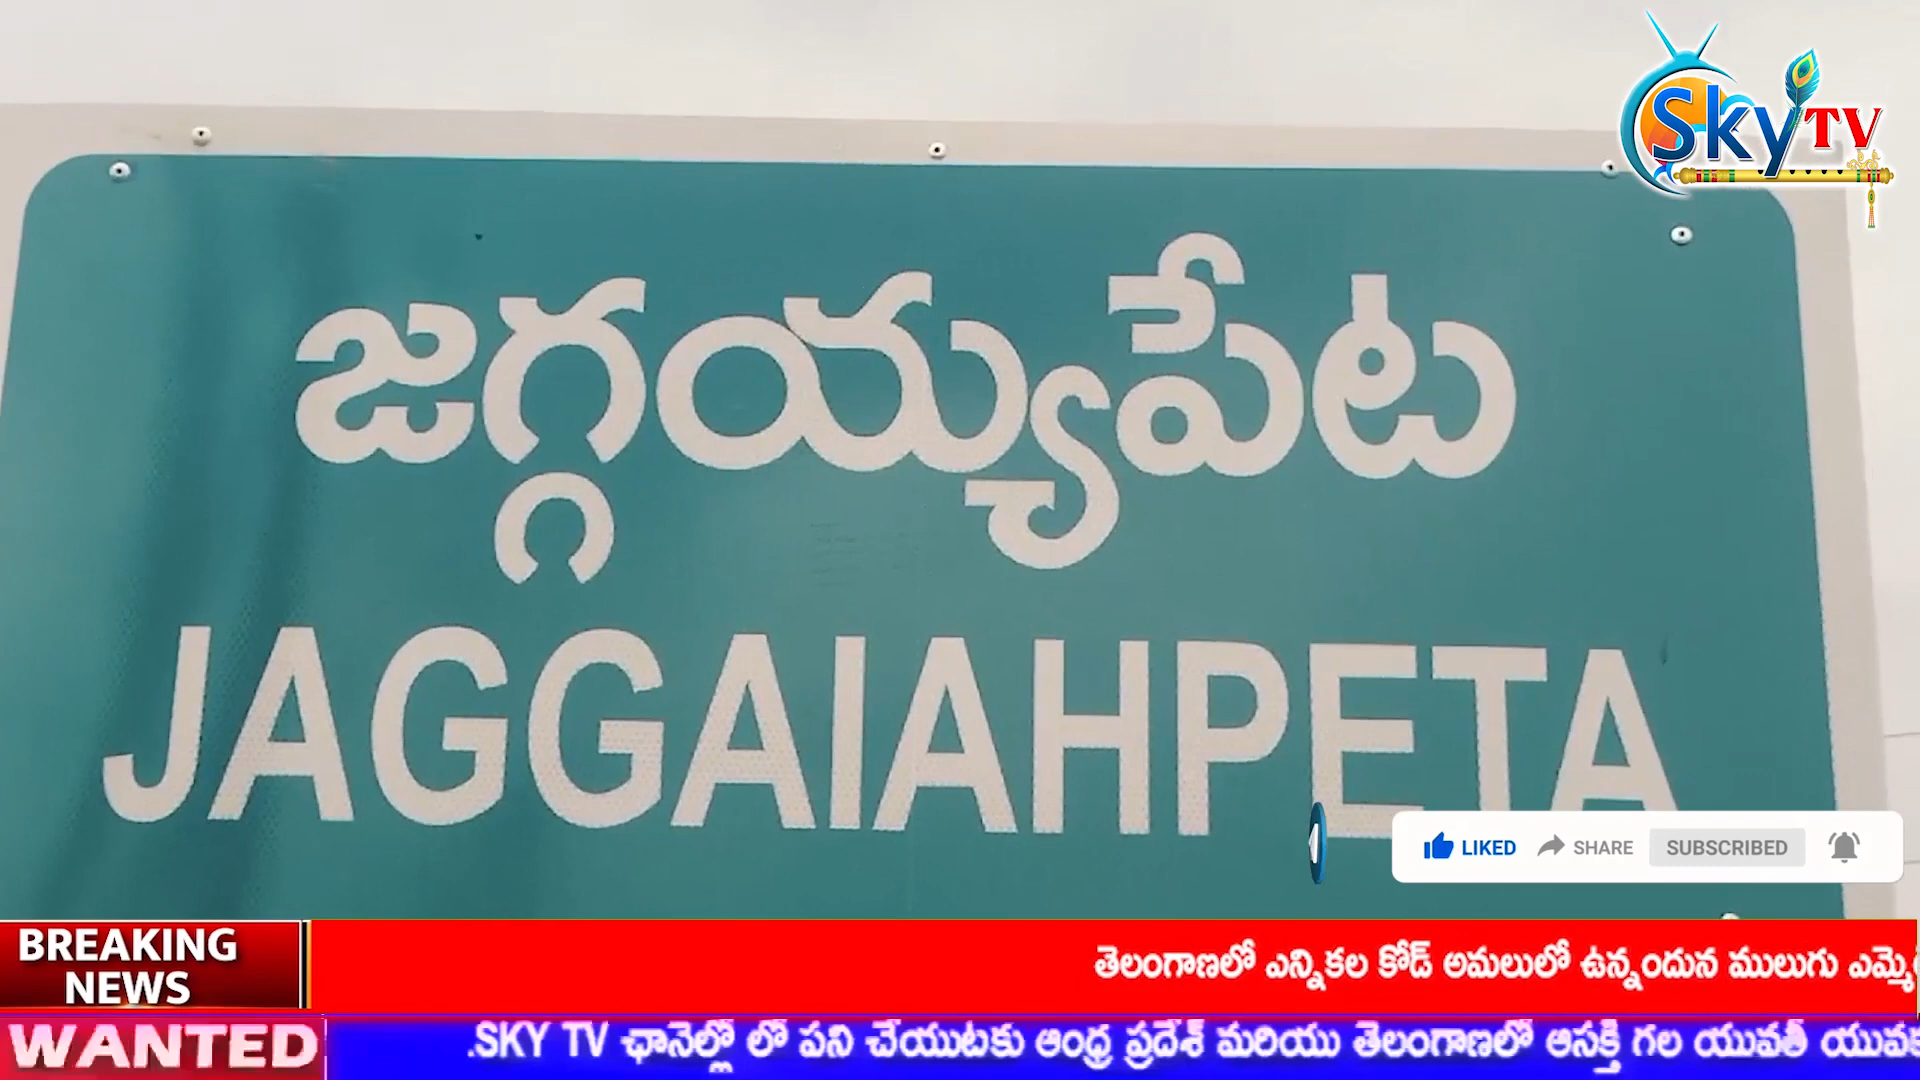 Sky TV
జగ్గయ్యపేట
JAGGAIAHPETA
LIKED SHARE SUBSCRIBED
BREAKING NEWS
తెలంగాణలో ఎన్నికల కోడ్ అమలులో ఉన్నందున ములుగు
WANTED
.SKY TV ఛానెల్లో లో పని చేయుటకు ఆంధ్ర ప్రదేశ్ మరియు తెలంగాణలో ఆసక్తి గల యువతీ